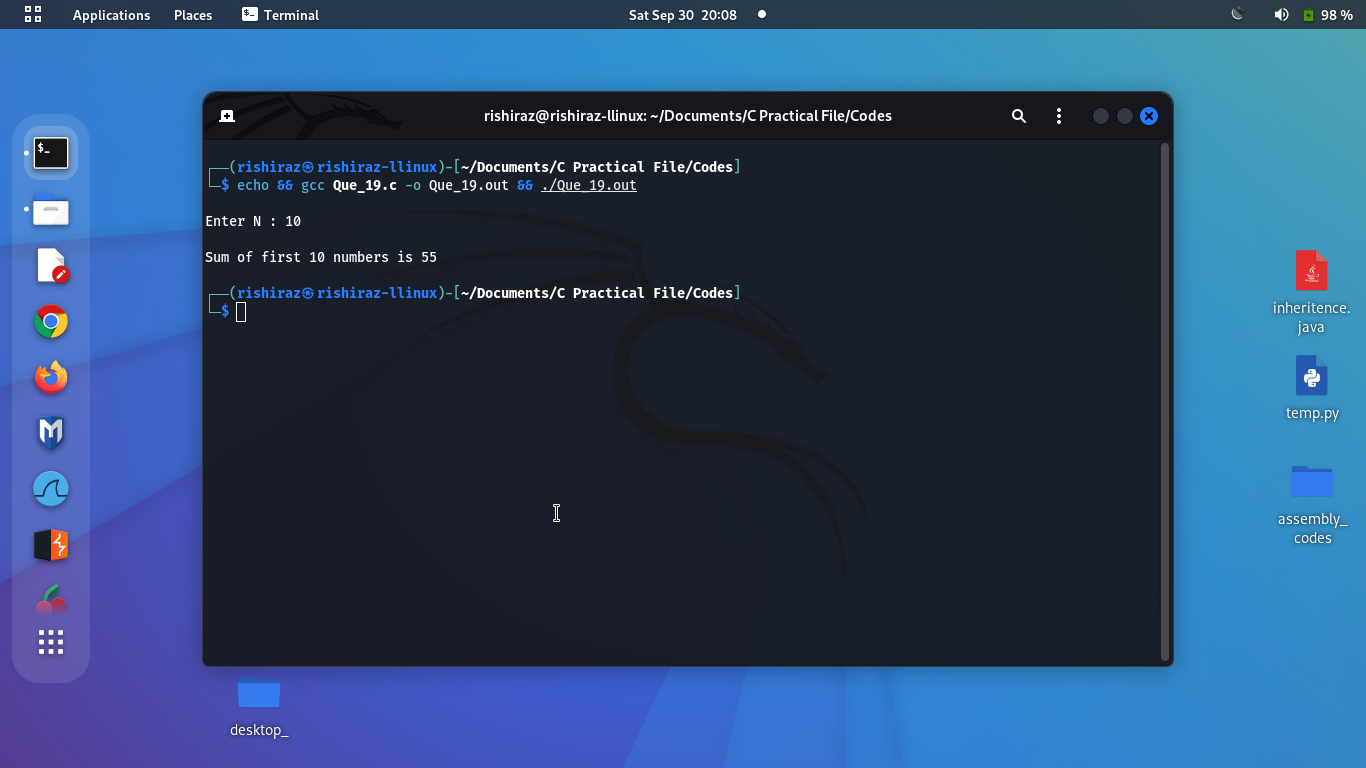 Applications Places Terminal Sat Sep 30 20:08 98 %
rishiraz@rishiraz-llinux: ~/Documents/C Practical File/Codes
┌──(rishiraz㉿rishiraz-llinux)-[~/Documents/C Practical File/Codes]
└─$ echo && gcc Que_19.c -o Que_19.out && ./Que_19.out
Enter N : 10
Sum of first 10 numbers is 55
┌──(rishiraz㉿rishiraz-llinux)-[~/Documents/C Practical File/Codes]
└─$
$_
inheritence.
java
temp.py
assembly_
codes
desktop_